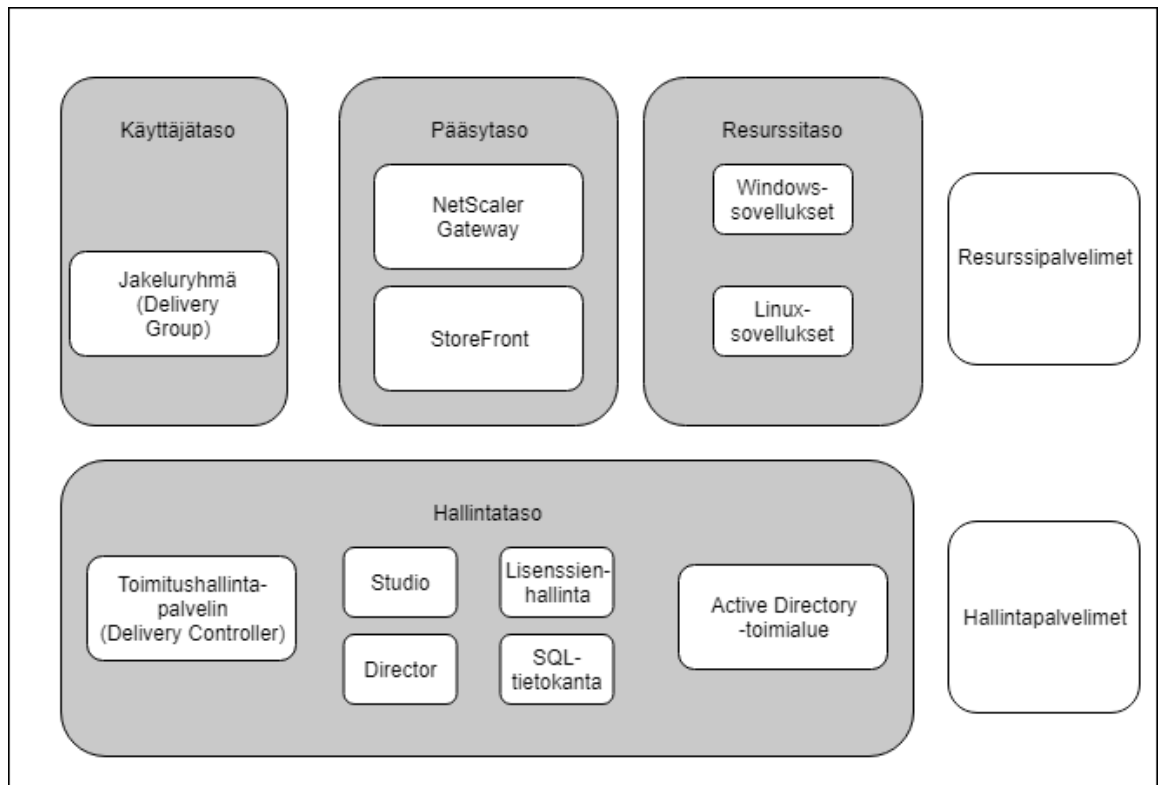 Käyttäjätaso
Jakeluryhmä
(Delivery
Group)
Pääsytaso
NetScaler
Gateway
StoreFront
Resurssitaso
Windows-
sovellukset
Linux-
sovellukset
Resurssipalvelimet
Hallintataso
Toimitushallinta-
palvelin
(Delivery Controller)
Studio
Director
Lisenssien-
hallinta
SQL-
tietokanta
Active Directory
-toimialue
Hallintapalvelimet